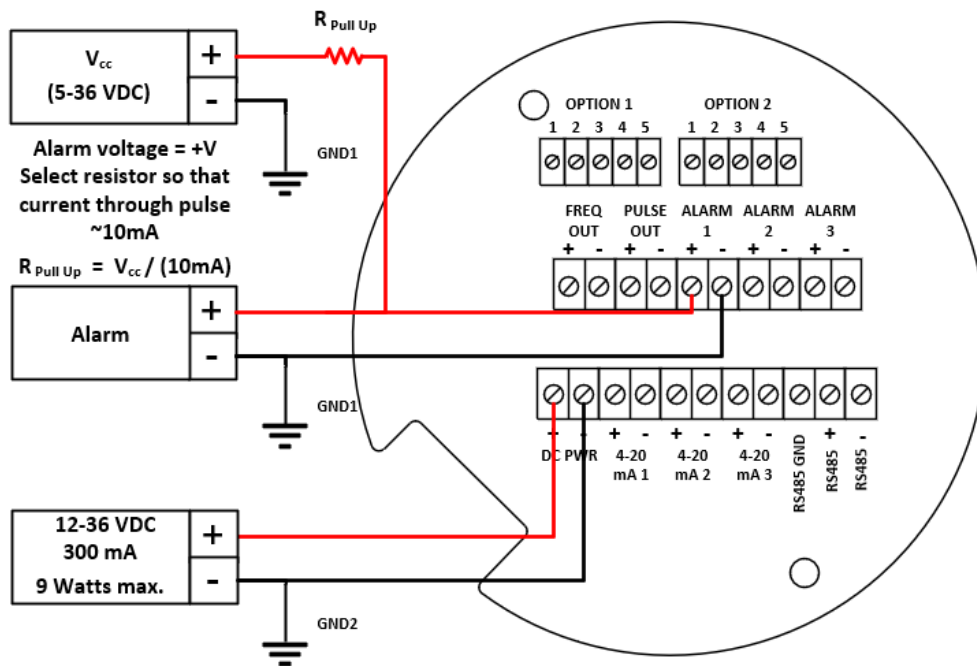 R Pull Up
Vcc
(5-36 VDC)
+
-
GND1
Alarm voltage = +V
Select resistor so that
current through pulse
~10mA
R Pull Up = Vcc / (10mA)
Alarm
+
-
GND1
12-36 VDC
300 mA
9 Watts max.
+
-
GND2
OPTION 1 OPTION 2
1 2 3 4 5 1 2 3 4 5
FREQ PULSE ALARM ALARM ALARM
OUT OUT 1 2 3
+ - + - + - + - + -
+ - + - + - + - + -
DC PWR 4-20 4-20 4-20 RS485 GND RS485 RS485
mA 1 mA 2 mA 3